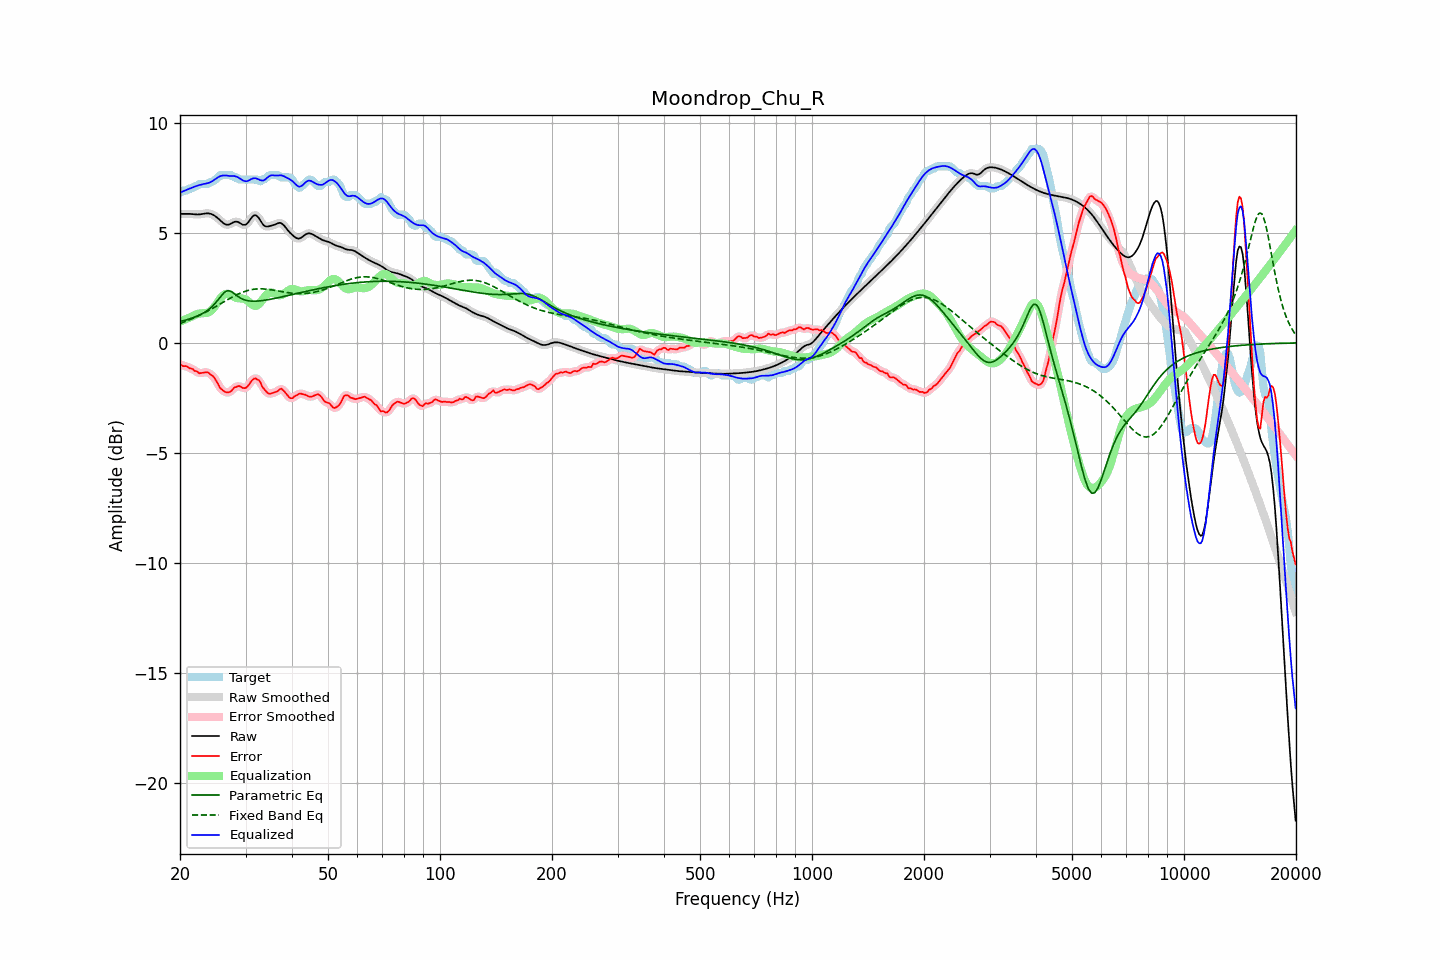 Moondrop_Chu_R
10
5
0
−5
−10
−15
−20
Amplitude (dBr)
Target
Raw Smoothed
Error Smoothed
Raw
Error
Equalization
Parametric Eq
Fixed Band Eq
Equalized
20 50 100 200 500 1000 2000 5000 10000 20000
Frequency (Hz)